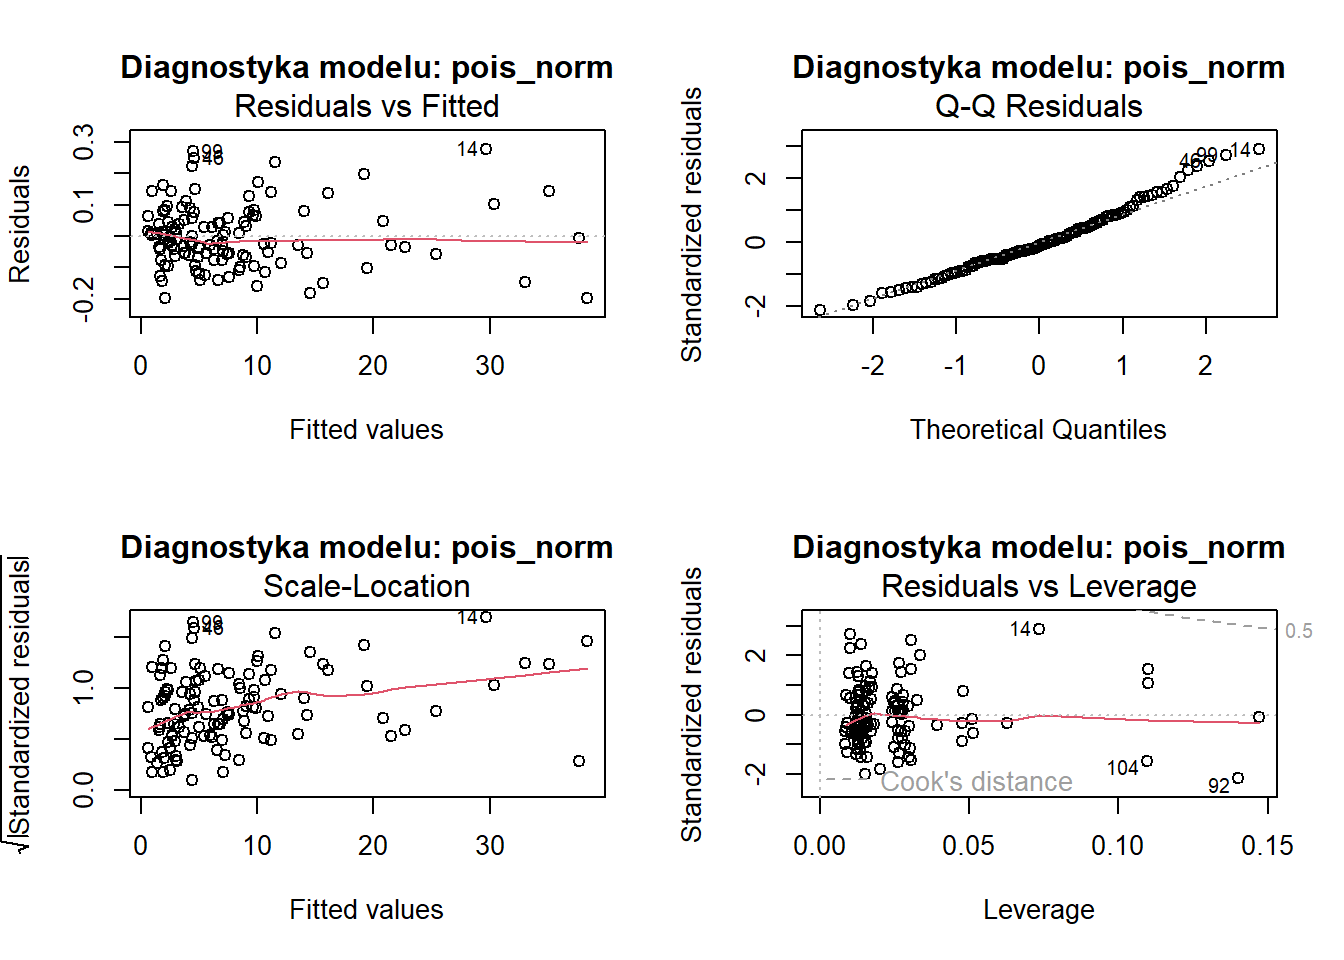 Diagnostyka modelu: pois_norm
Residuals vs Fitted
Residuals
0.3
0.1
-0.2
99
46
14
0 10 20 30
Fitted values
Diagnostyka modelu: pois_norm
Q-Q Residuals
Standardized residuals
2
0
-2
46 99 14
-2 -1 0 1 2
Theoretical Quantiles
Diagnostyka modelu: pois_norm
Scale-Location
√|Standardized residuals|
1.0
0.0
99
46
14
0 10 20 30
Fitted values
Diagnostyka modelu: pois_norm
Residuals vs Leverage
Standardized residuals
2
0
-2
14
0.5
104
92
Cook's distance
0.00 0.05 0.10 0.15
Leverage